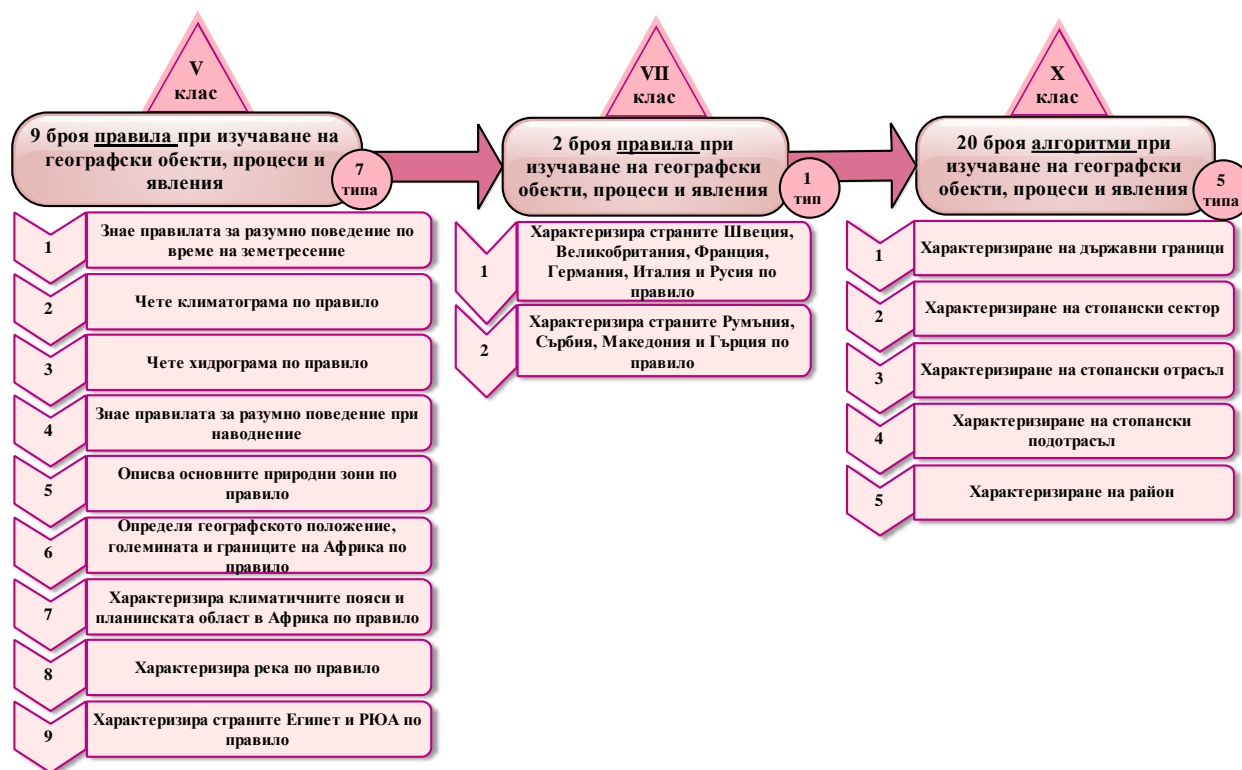 V
клас
9 броя правила при изучаване на
географски обекти, процеси и
явления
7
типа
1
Знае правилата за разумно поведение по
време на земетресение
2
Чете климатограма по правило
3
Чете хидрограма по правило
4
Знае правилата за разумно поведение при
наводнение
5
Описва основните природни зони по
правило
6
Определя географското положение,
големината и границите на Африка по
правило
7
Характеризира климатичните пояси и
планинската област в Африка по правило
8
Характеризира река по правило
9
Характеризира страните Египет и РЮА по
правило
VII
клас
2 броя правила при
изучаване на географски
обекти, процеси и явления
1
тип
1
Характеризира страните Швеция,
Великобритания, Франция,
Германия, Италия и Русия по
правило
2
Характеризира страните Румъния,
Сърбия, Македония и Гърция по
правило
X
клас
20 броя алгоритми при
изучаване на географски
обекти, процеси и явления
5
типа
1
Характеризиране на държавни граници
2
Характеризиране на стопански сектор
3
Характеризиране на стопански отрасъл
4
Характеризиране на стопански
подотрасъл
5
Характеризиране на район